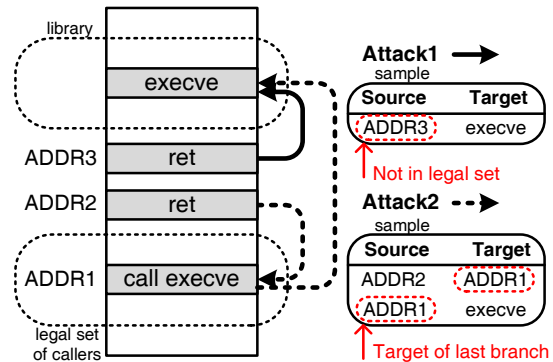 library
execve
ADDR3
ret
ADDR2
ret
ADDR1
call execve
legal set
of callers
Attack1
sample
Source Target
ADDR3 execve
Not in legal set
Attack2
sample
Source Target
ADDR2 ADDR1
ADDR1 execve
Target of last branch